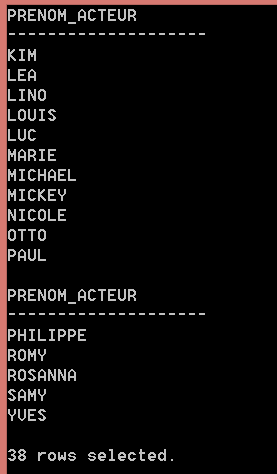 PRENOM_ACTEUR
--------------------
KIM
LEA
LINO
LOUIS
LUC
MARIE
MICHAEL
MICKEY
NICOLE
OTTO
PAUL
PRENOM_ACTEUR
--------------------
PHILIPPE
ROMY
ROSANNA
SAMY
YVES
38 rows selected.